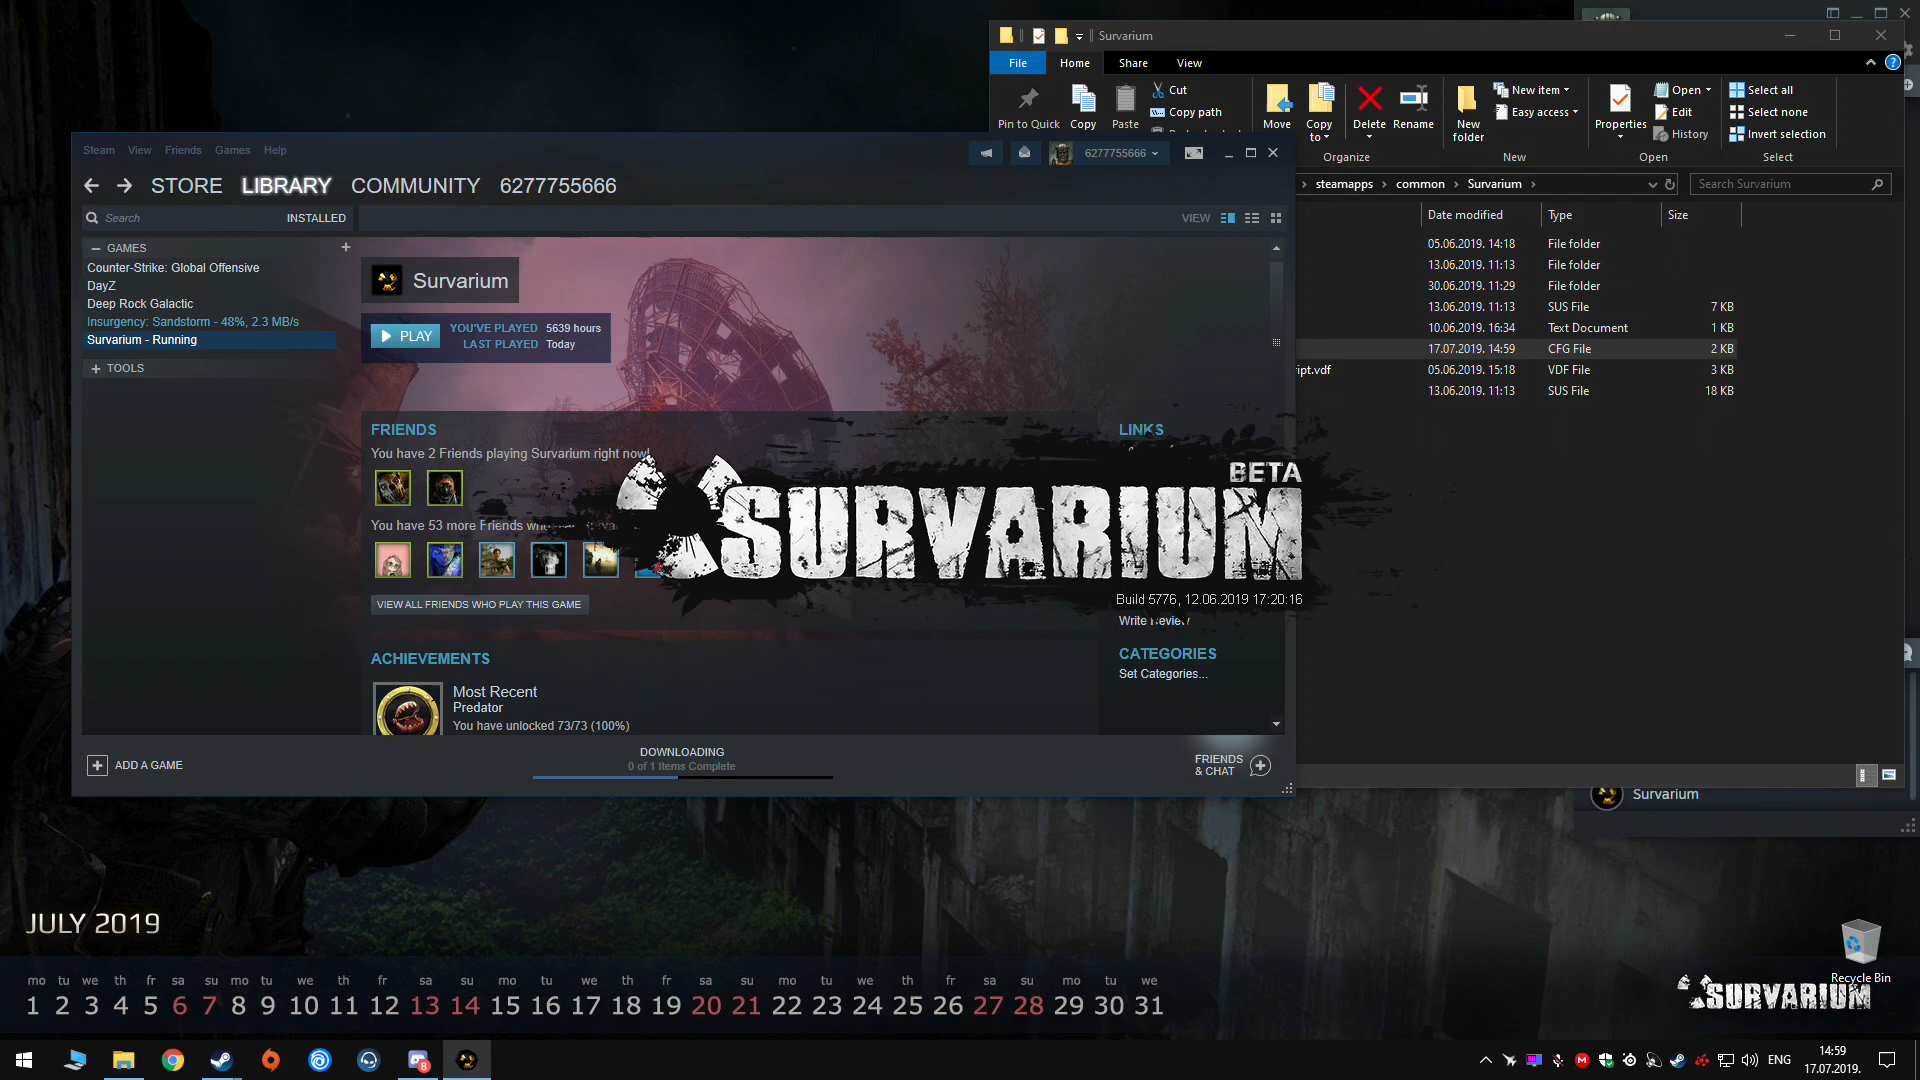 Survarium
File Home Share View
Pin to Quick Copy Paste
Cut
Copy path
Move Copy to
Delete Rename
New folder
New item
Easy access
Properties
Open
Edit
History
Select all
Select none
Invert selection
Organize New Open Select
Steam View Friends Games Help
6277755666
STORE LIBRARY COMMUNITY 6277755666
steamapps common Survarium
Search Survarium
Search INSTALLED
VIEW
Date modified Type Size
GAMES
Counter-Strike: Global Offensive
DayZ
Deep Rock Galactic
Insurgency: Sandstorm - 48%, 2.3 MB/s
Survarium - Running
TOOLS
Survarium
PLAY
YOU'VE PLAYED 5639 hours
LAST PLAYED Today
05.06.2019. 14:18 File folder
13.06.2019. 11:13 File folder
30.06.2019. 11:29 File folder
13.06.2019. 11:13 SUS File 7 KB
10.06.2019. 16:34 Text Document 1 KB
17.07.2019. 14:59 CFG File 2 KB
ipt.vdf 05.06.2019. 15:18 VDF File 3 KB
13.06.2019. 11:13 SUS File 18 KB
FRIENDS
You have 2 Friends playing Survarium right now!
You have 53 more Friends
VIEW ALL FRIENDS WHO PLAY THIS GAME
LINKS
BETA
SURVARIUM
Build 5776, 12.06.2019 17:20:16
Write review
CATEGORIES
Set Categories...
ACHIEVEMENTS
Most Recent
Predator
You have unlocked 73/73 (100%)
ADD A GAME
DOWNLOADING
0 of 1 Items Complete
FRIENDS
& CHAT
Survarium
JULY 2019
mo tu we th fr sa su mo tu we th fr sa su mo tu we th fr sa su mo tu we th fr sa su mo tu we
1 2 3 4 5 6 7 8 9 10 11 12 13 14 15 16 17 18 19 20 21 22 23 24 25 26 27 28 29 30 31
Recycle Bin
SURVARIUM
8
ENG
14:59
17.07.2019.